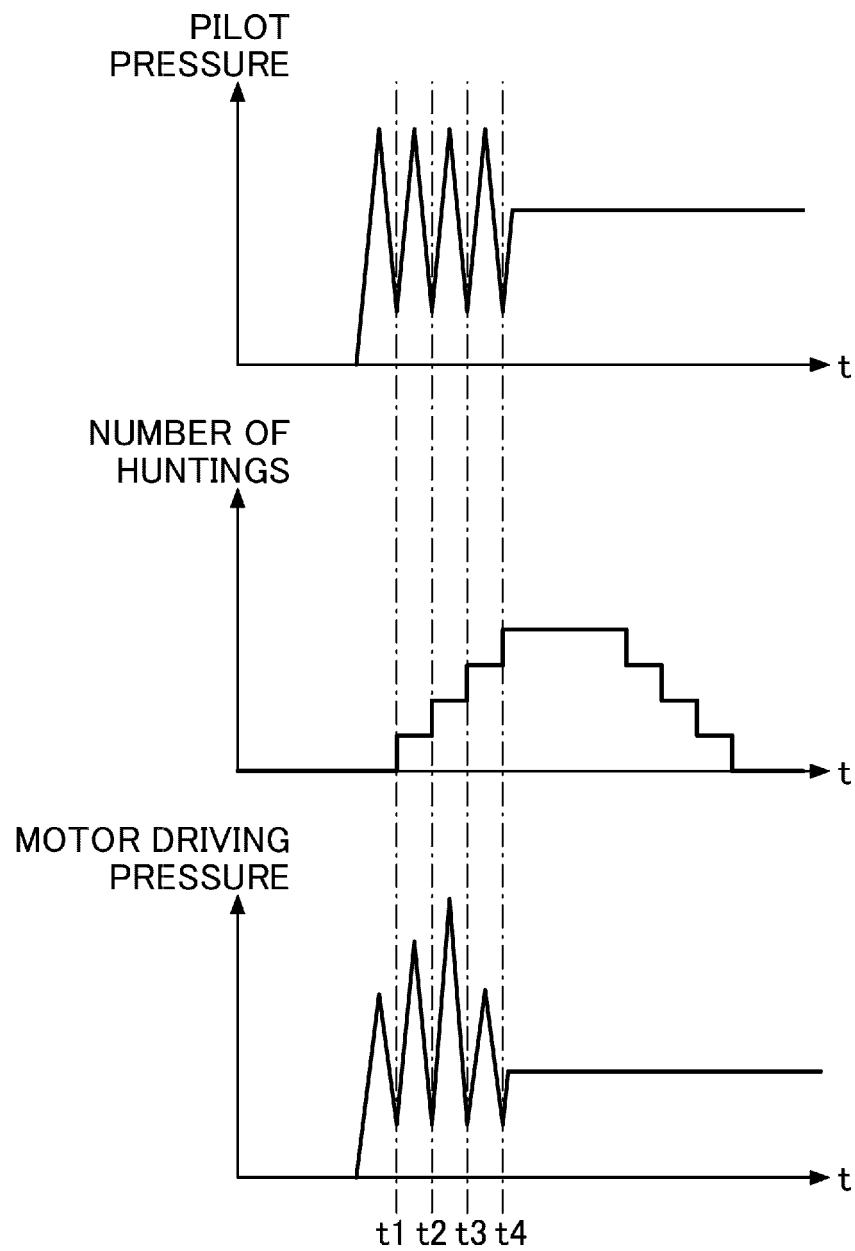 PILOT
PRESSURE
t
NUMBER OF
HUNTINGS
t
MOTOR DRIVING
PRESSURE
t
t1 t2 t3 t4